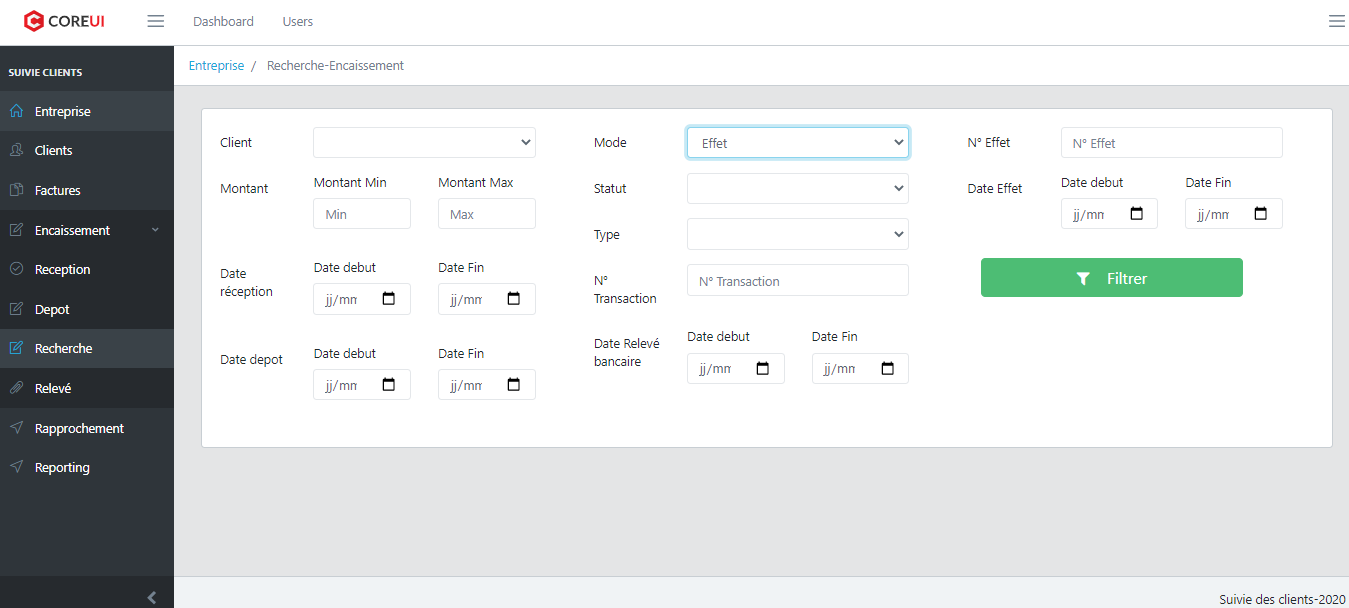 COREUI
Dashboard
Users
SUIVIE CLIENTS
Entreprise
Clients
Factures
Encaissement
Reception
Depot
Recherche
Relevé
Rapprochement
Reporting
Entreprise / Recherche-Encaissement
Client
Montant
Montant Min
Montant Max
Min
Max
Date
réception
Date debut
Date Fin
jj/mm
jj/mm
Date depot
Date debut
Date Fin
jj/mm
jj/mm
Mode
Effet
Statut
Type
N°
Transaction
N° Transaction
Date Relevé
bancaire
Date debut
Date Fin
jj/mm
jj/mm
N° Effet
N° Effet
Date Effet
Date debut
Date Fin
jj/mm
jj/mm
Filtrer
Suivie des clients-2020